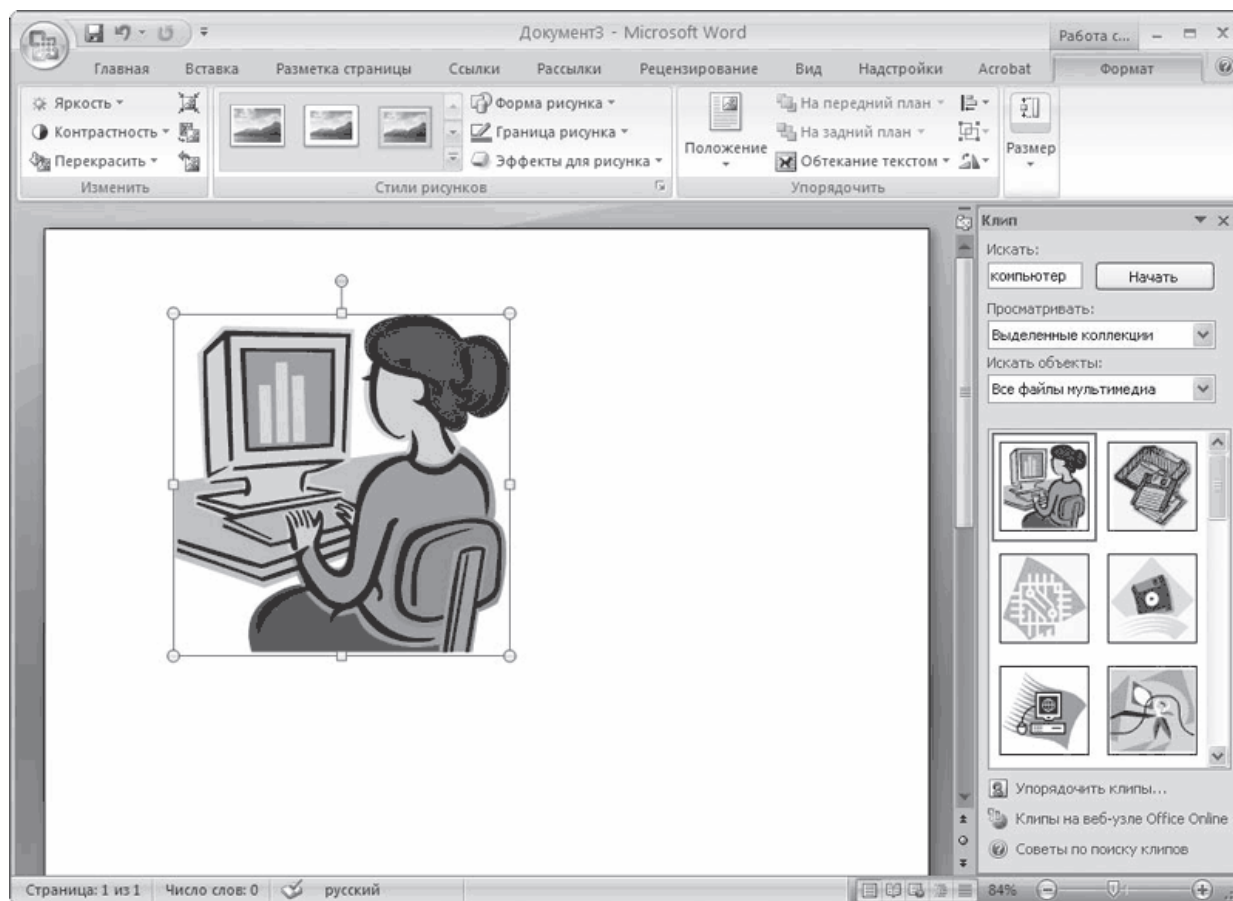 Документ3 - Microsoft Word
Работа с...
Главная Вставка Разметка страницы Ссылки Рассылки Рецензирование Вид Надстройки Acrobat Формат
Яркость
Контрастность
Перекрасить
Изменить
Форма рисунка
Граница рисунка
Эффекты для рисунка
Стили рисунков
Положение
На передний план
На задний план
Обтекание текстом
Упорядочить
Размер
Клип
Искать:
компьютер Начать
Просматривать:
Выделенные коллекции
Искать объекты:
Все файлы мультимедиа
Упорядочить клипы...
Клипы на веб-узле Office Online
Советы по поиску клипов
Страница: 1 из 1 Число слов: 0 русский 84%